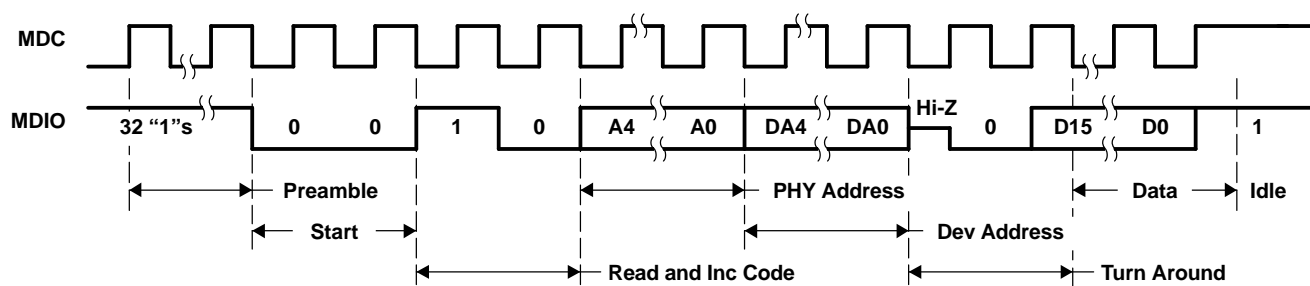 MDC
MDIO
32 “1”s 0 0 1 0 A4 A0 DA4 DA0 Hi-Z 0 D15 D0 1
Preamble PHY Address Data Idle
Start Dev Address
Read and Inc Code Turn Around